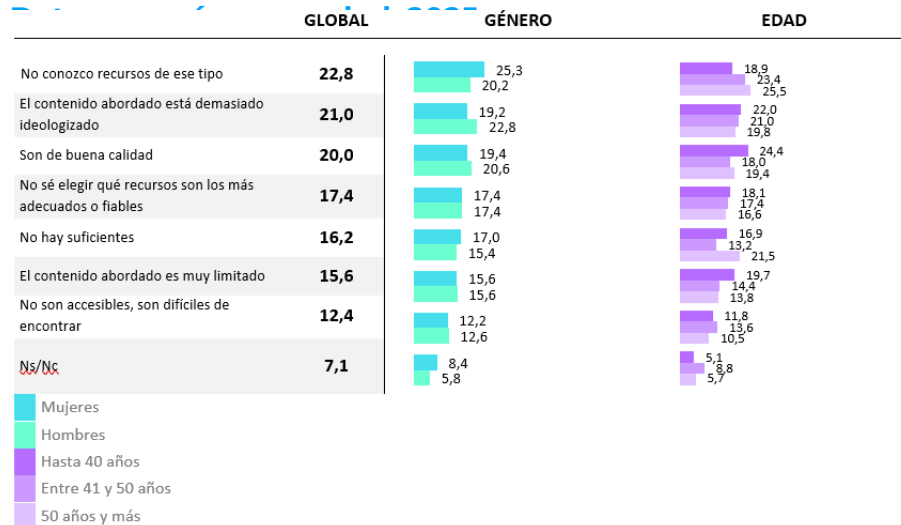 GLOBAL GÉNERO EDAD
No conozco recursos de ese tipo 22,8 25,3 20,2 18,9 23,4 25,5
El contenido abordado está demasiado
ideologizado 21,0 19,2 22,8 22,0 21,0 19,8
Son de buena calidad 20,0 19,4 20,6 24,4 18,0 19,4
No sé elegir qué recursos son los más
adecuados o fiables 17,4 17,4 17,4 18,1 17,4 16,6
No hay suficientes 16,2 17,0 15,4 16,9 13,2 21,5
El contenido abordado es muy limitado 15,6 15,6 15,6 19,7 14,4 13,8
No son accesibles, son difíciles de
encontrar 12,4 12,2 12,6 11,8 13,6 10,5
Ns/Nc 7,1 8,4 5,8 5,1 8,8 5,7
Mujeres
Hombres
Hasta 40 años
Entre 41 y 50 años
50 años y más